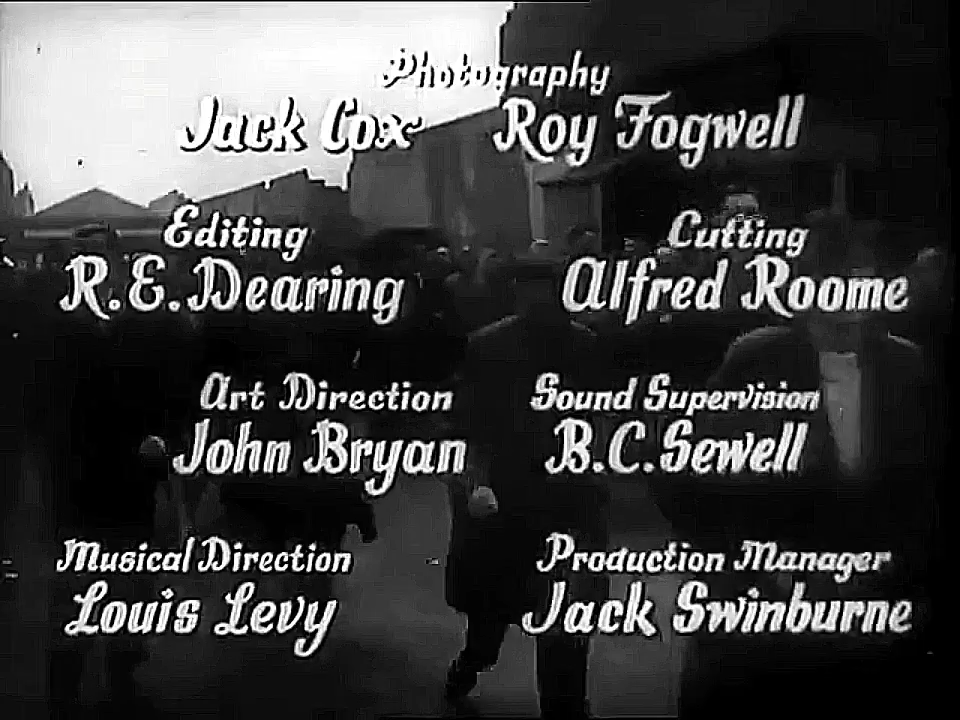 Photography
Jack Cox Roy Fogwell
Editing Cutting
R.E.Dearing Alfred Roome
Art Direction Sound Supervision
John Bryan B.C.Sewell
Musical Direction Production Manager
Louis Levy Jack Swinburne